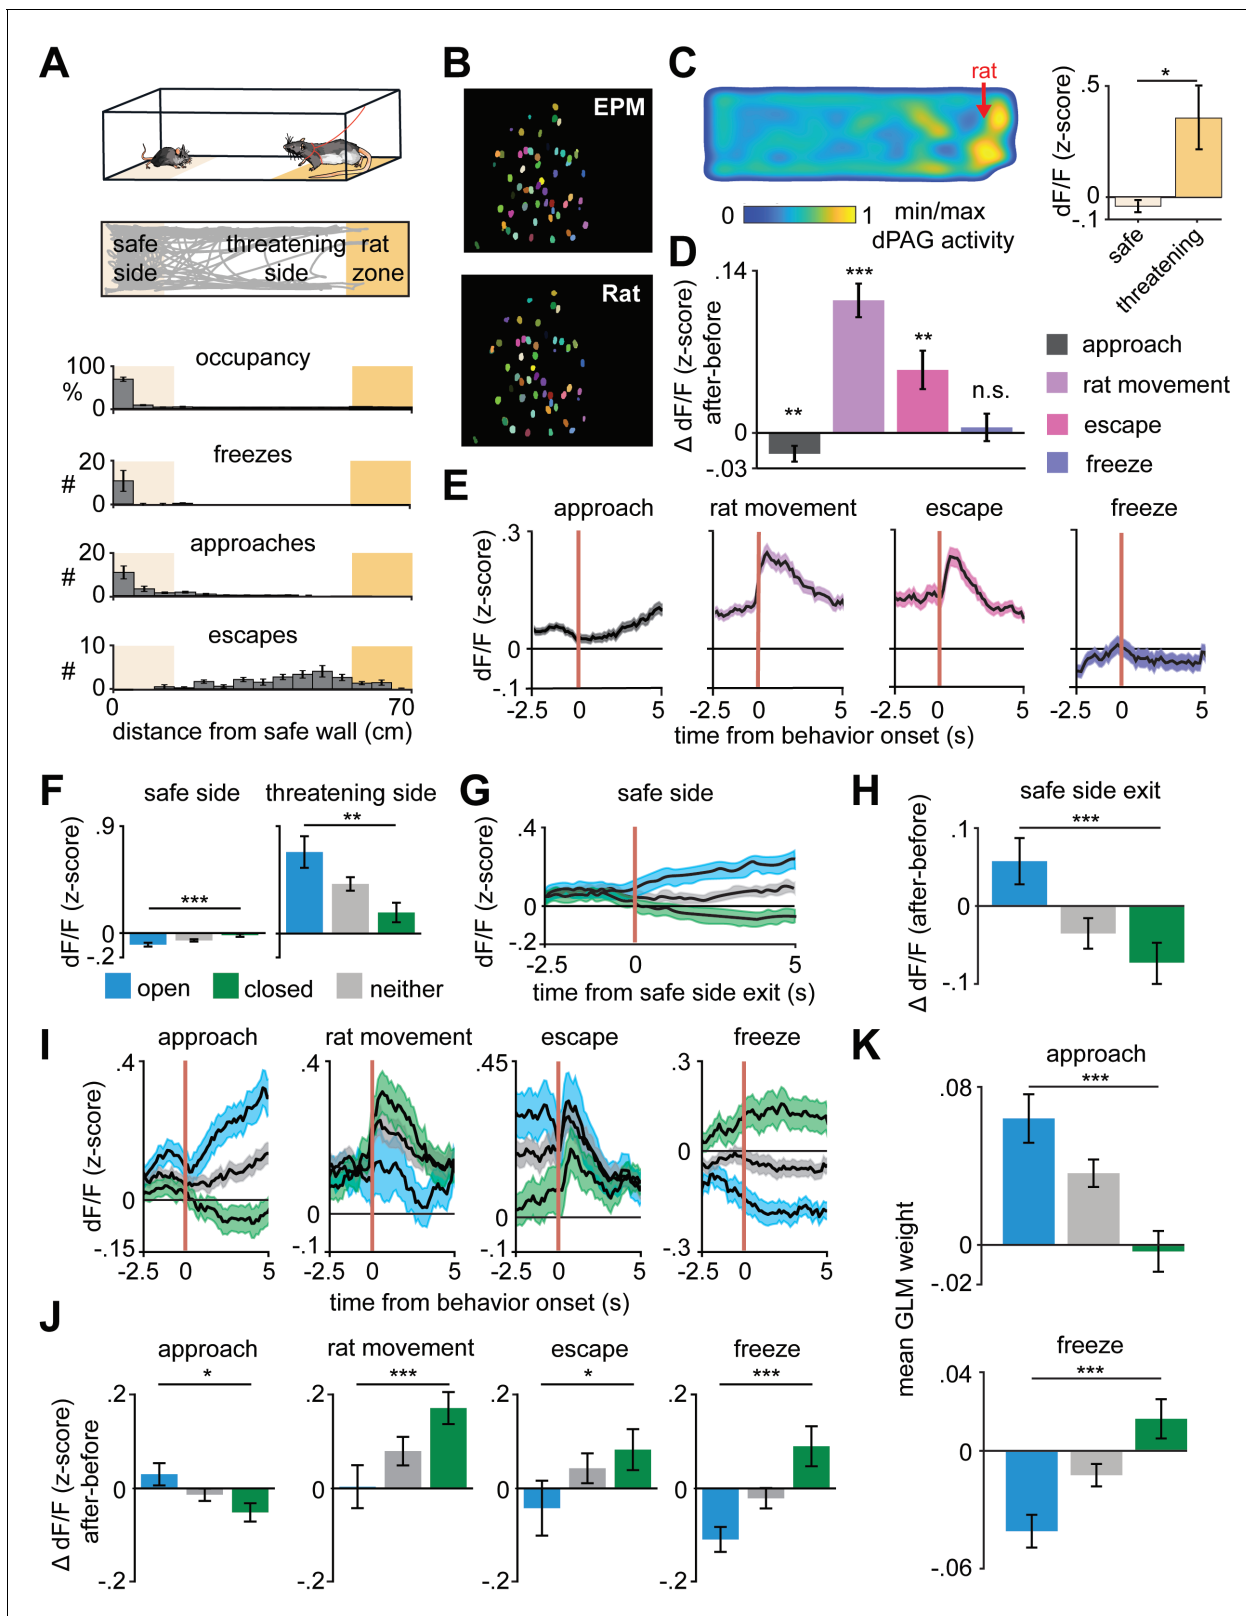 A
safe side
threatening side
rat zone
occupancy
100
%
0
freezes
20
#
0
approaches
20
#
0
escapes
10
#
0
0
70
distance from safe wall (cm)
B
EPM
Rat
C
rat
0
1
min/max
dPAG activity
dF/F (z-score)
.5
0
-.1
*
safe
threatening
D
Δ dF/F (z-score)
after-before
.14
0
-.03
**
***
**
n.s.
approach
rat movement
escape
freeze
E
approach
rat movement
escape
freeze
dF/F (z-score)
.3
0
-.1
-2.5 0 5
-2.5 0 5
-2.5 0 5
-2.5 0 5
time from behavior onset (s)
F
safe side
threatening side
dF/F (z-score)
.9
0
-.2
***
**
open
closed
neither
G
safe side
dF/F (z-score)
.4
0
-.2
-2.5 0 5
time from safe side exit (s)
H
safe side exit
***
Δ dF/F (after-before)
.1
0
-.1
I
approach
rat movement
escape
freeze
dF/F (z-score)
.4
0
-.15
-2.5 0 5
.4
0
-.1
-2.5 0 5
.45
0
-.1
-2.5 0 5
.3
0
-.3
-2.5 0 5
time from behavior onset (s)
J
approach
rat movement
escape
freeze
Δ dF/F (z-score)
after-before
.2
0
-.2
*
.2
0
-.2
***
.2
0
-.2
*
.2
0
-.2
***
K
approach
***
.08
0
-.02
mean GLM weight
freeze
***
.04
0
-.06